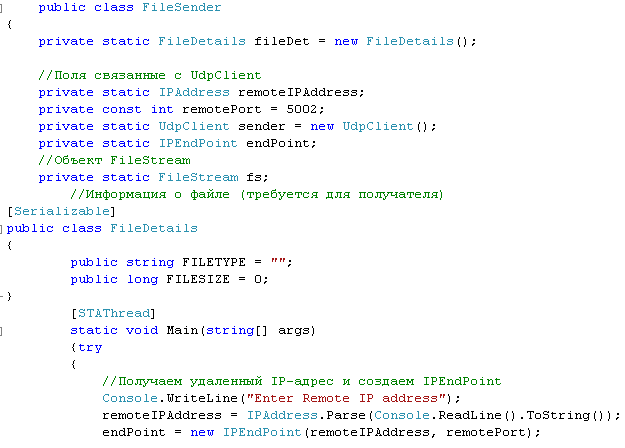 public class FileSender
{
private static FileDetails fileDet = new FileDetails();
//Поля связанные с UdpClient
private static IPAddress remoteIPAddress;
private const int remotePort = 5002;
private static UdpClient sender = new UdpClient();
private static IPEndPoint endPoint;
//Объект FileStream
private static FileStream fs;
//Информация о файле (требуется для получателя)
[Serializable]
public class FileDetails
{
public string FILETYPE = "";
public long FILESIZE = 0;
}
[STAThread]
static void Main(string[] args)
{try
{
//Получаем удаленный IP-адрес и создаем IPEndPoint
Console.WriteLine("Enter Remote IP address");
remoteIPAddress = IPAddress.Parse(Console.ReadLine().ToString());
endPoint = new IPEndPoint(remoteIPAddress, remotePort);